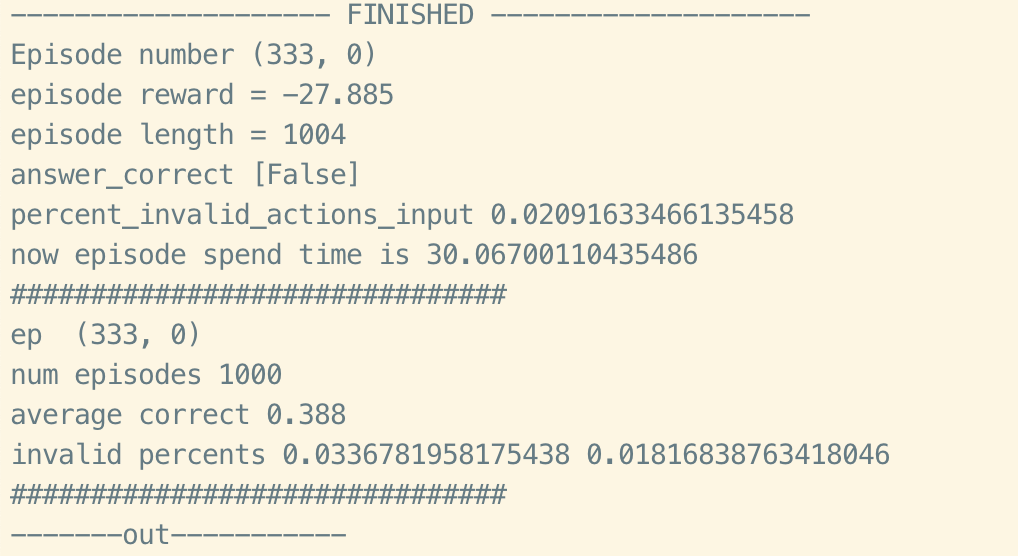 -------------------- FINISHED --------------------
Episode number (333, 0)
episode reward = -27.885
episode length = 1004
answer_correct [False]
percent_invalid_actions_input 0.02091633466135458
now episode spend time is 30.06700110435486
###############################
ep  (333, 0)
num episodes 1000
average correct 0.388
invalid percents 0.0336781958175438 0.01816838763418046
###############################
-------out-----------